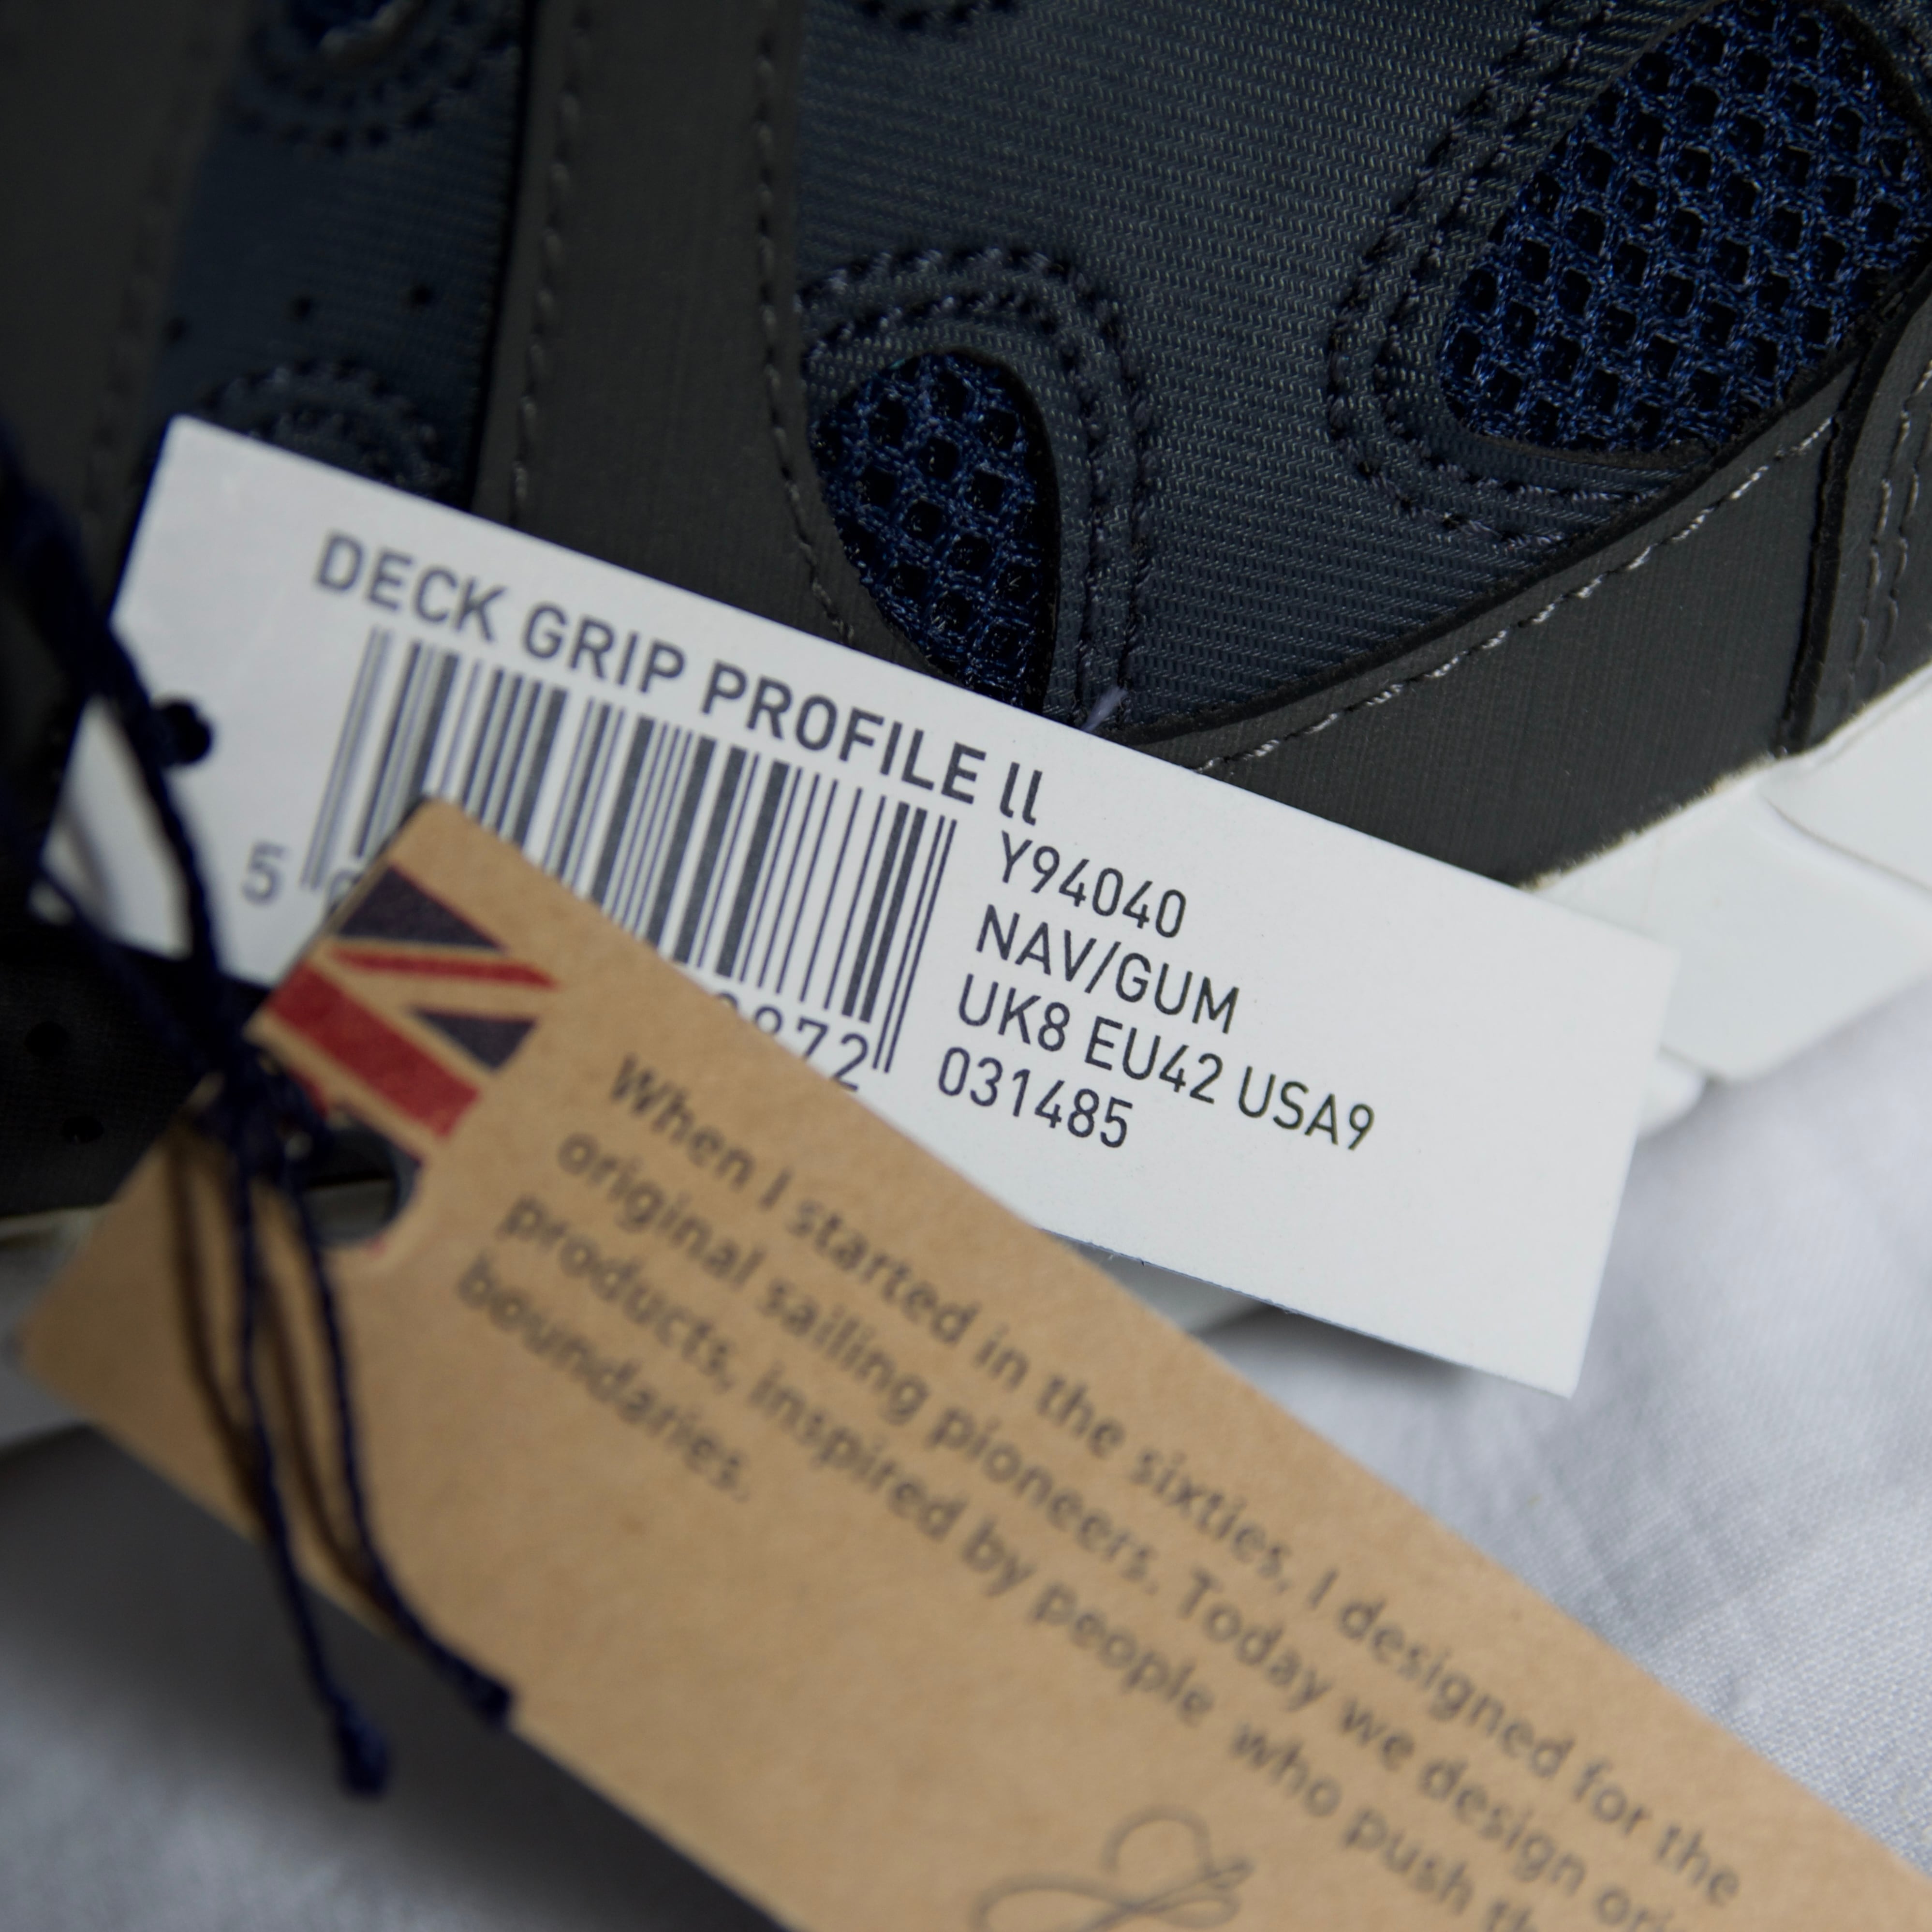 DECK GRIP PROFILE ll
Y94040
NAV/GUM
UK8 EU42 USA9
031485
5
872
When I started in the sixties, I designed for the
original sailing pioneers. Today we design
products, inspired by people who push
boundaries.